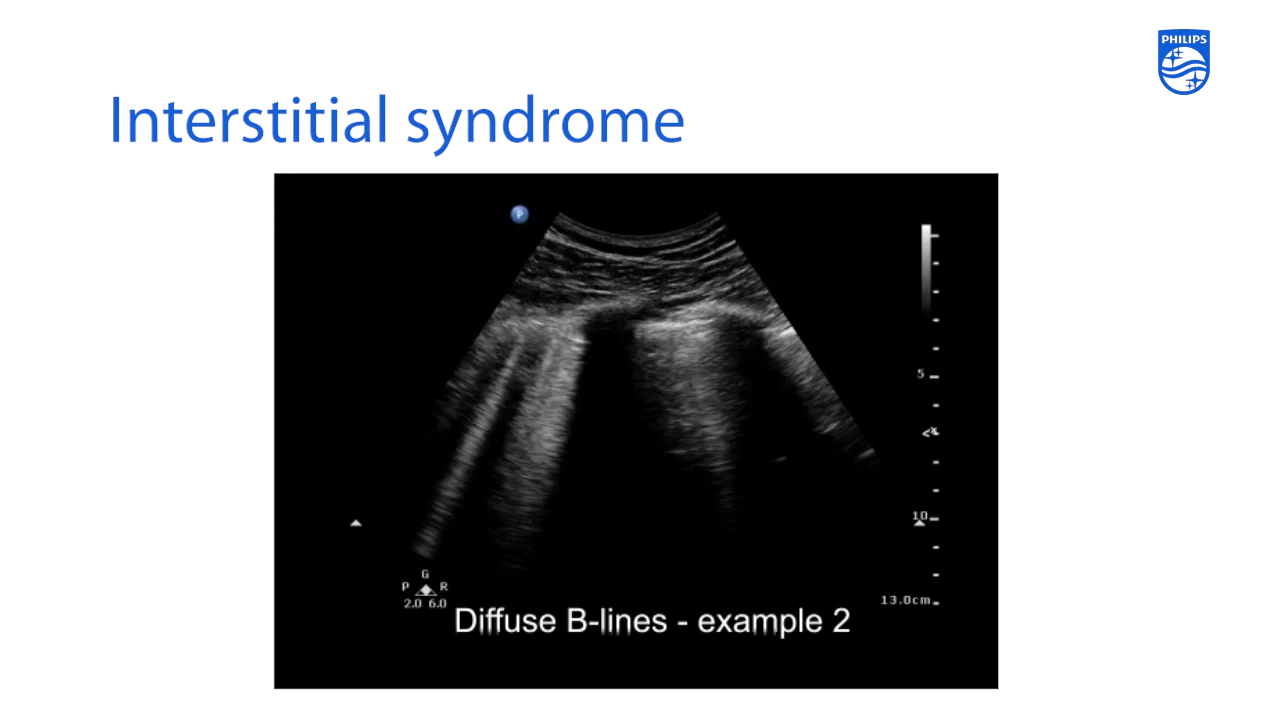 PHILIPS
Interstitial syndrome
P
5
10
G
P R
2.0 6.0
13.0cm
Diffuse B-lines - example 2